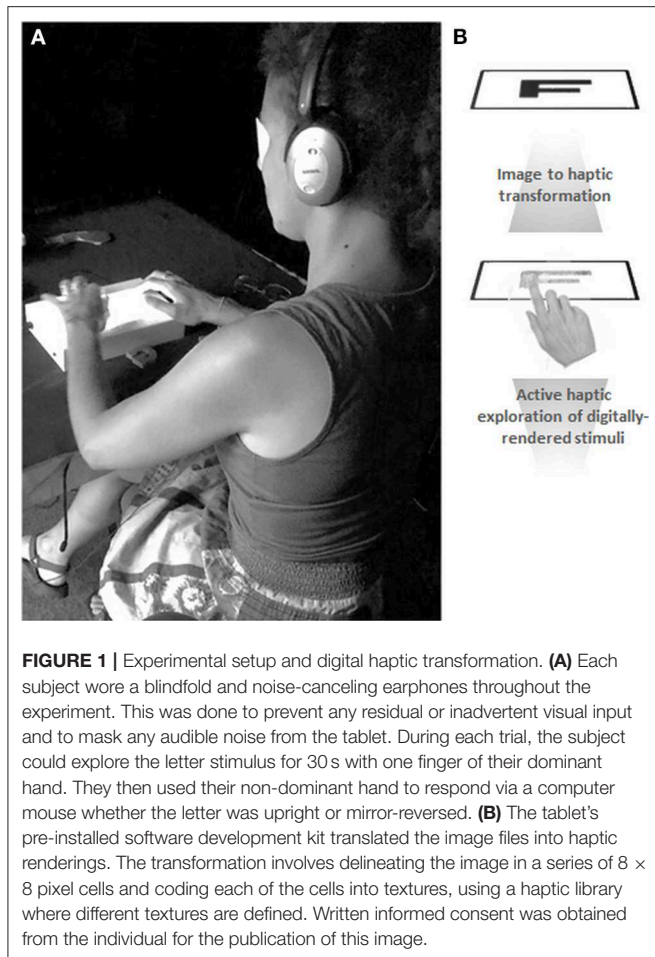 A
B
Image to haptic
transformation
Active haptic
exploration of digitally-
rendered stimuli
FIGURE 1 | Experimental setup and digital haptic transformation. (A) Each
subject wore a blindfold and noise-canceling earphones throughout the
experiment. This was done to prevent any residual or inadvertent visual input
and to mask any audible noise from the tablet. During each trial, the subject
could explore the letter stimulus for 30 s with one finger of their dominant
hand. They then used their non-dominant hand to respond via a computer
mouse whether the letter was upright or mirror-reversed. (B) The tablet's
pre-installed software development kit translated the image files into haptic
renderings. The transformation involves delineating the image in a series of 8 ×
8 pixel cells and coding each of the cells into textures, using a haptic library
where different textures are defined. Written informed consent was obtained
from the individual for the publication of this image.